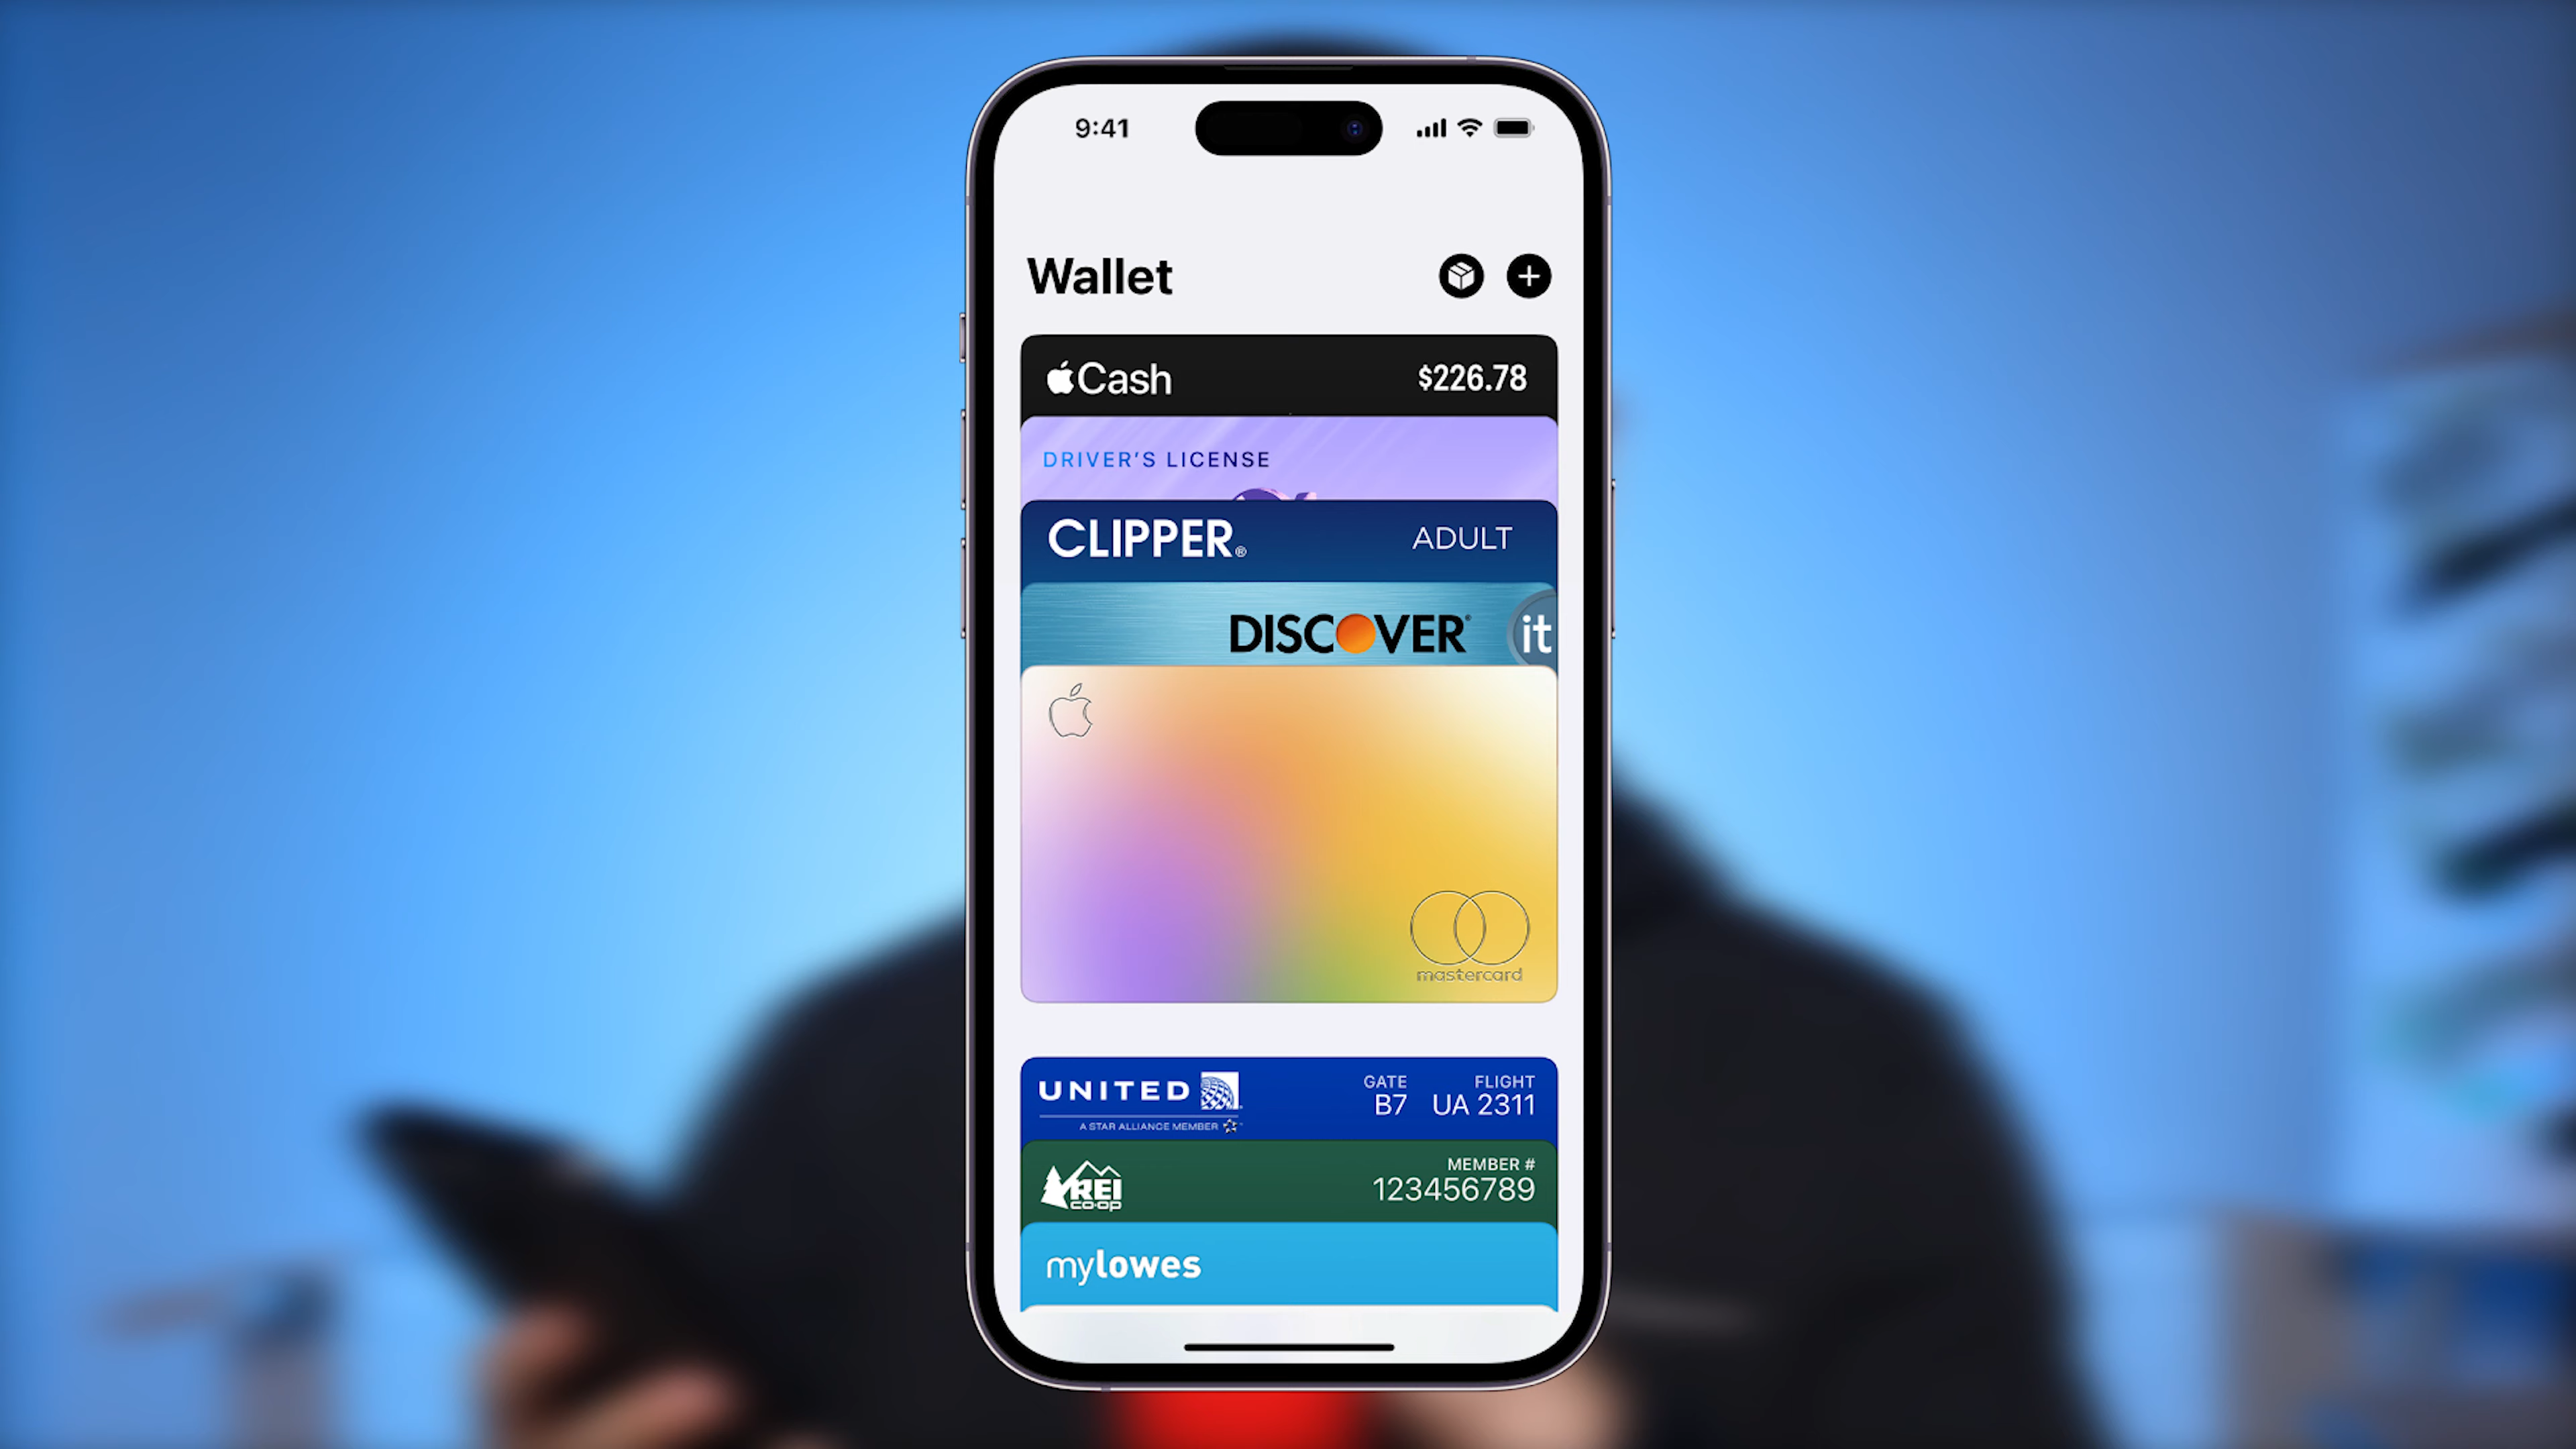 9:41
Wallet
Cash $226.78
DRIVER'S LICENSE
CLIPPER® ADULT
DISCOVER® it
mastercard
UNITED GATE FLIGHT
B7 UA 2311
A STAR ALLIANCE MEMBER
REI MEMBER #
CO·OP 123456789
mylowes